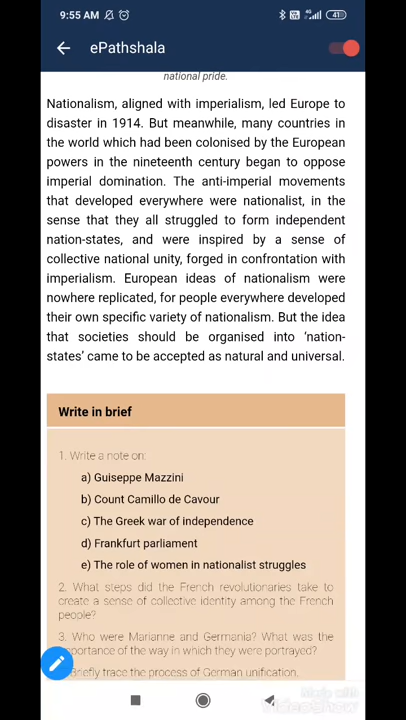 9:55 AM
41
ePathshala
national pride.
Nationalism, aligned with imperialism, led Europe to
disaster in 1914. But meanwhile, many countries in
the world which had been colonised by the European
powers in the nineteenth century began to oppose
imperial domination. The anti-imperial movements
that developed everywhere were nationalist, in the
sense that they all struggled to form independent
nation-states, and were inspired by a sense of
collective national unity, forged in confrontation with
imperialism. European ideas of nationalism were
nowhere replicated, for people everywhere developed
their own specific variety of nationalism. But the idea
that societies should be organised into ‘nation-
states’ came to be accepted as natural and universal.
Write in brief
1. Write a note on:
a) Guiseppe Mazzini
b) Count Camillo de Cavour
c) The Greek war of independence
d) Frankfurt parliament
e) The role of women in nationalist struggles
2. What steps did the French revolutionaries take to
create a sense of collective identity among the French
people?
3. Who were Marianne and Germania? What was the
portance of the way in which they were portrayed?
Briefly trace the process of German unification.
Made with
VideoShow